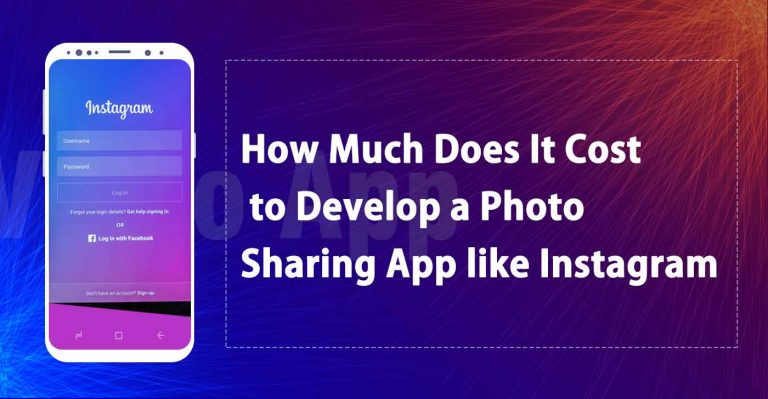 Instagram
Username
Password
Log In
Forgot your login details? Get help signing in.
OR
Log in with Facebook
Don't have an account? Sign up.
How Much Does It Cost
to Develop a Photo
Sharing App like Instagram